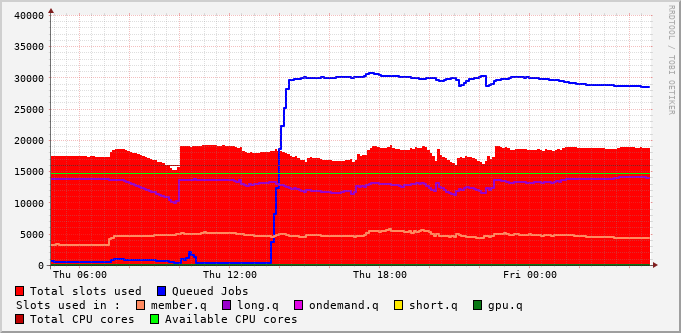 40000
35000
30000
25000
20000
15000
10000
5000
0
Thu 06:00 Thu 12:00 Thu 18:00 Fri 00:00
Total slots used Queued Jobs
Slots used in : member.q long.q ondemand.q short.q gpu.q
Total CPU cores Available CPU cores
RRDTOOL / TOBI OETIKER